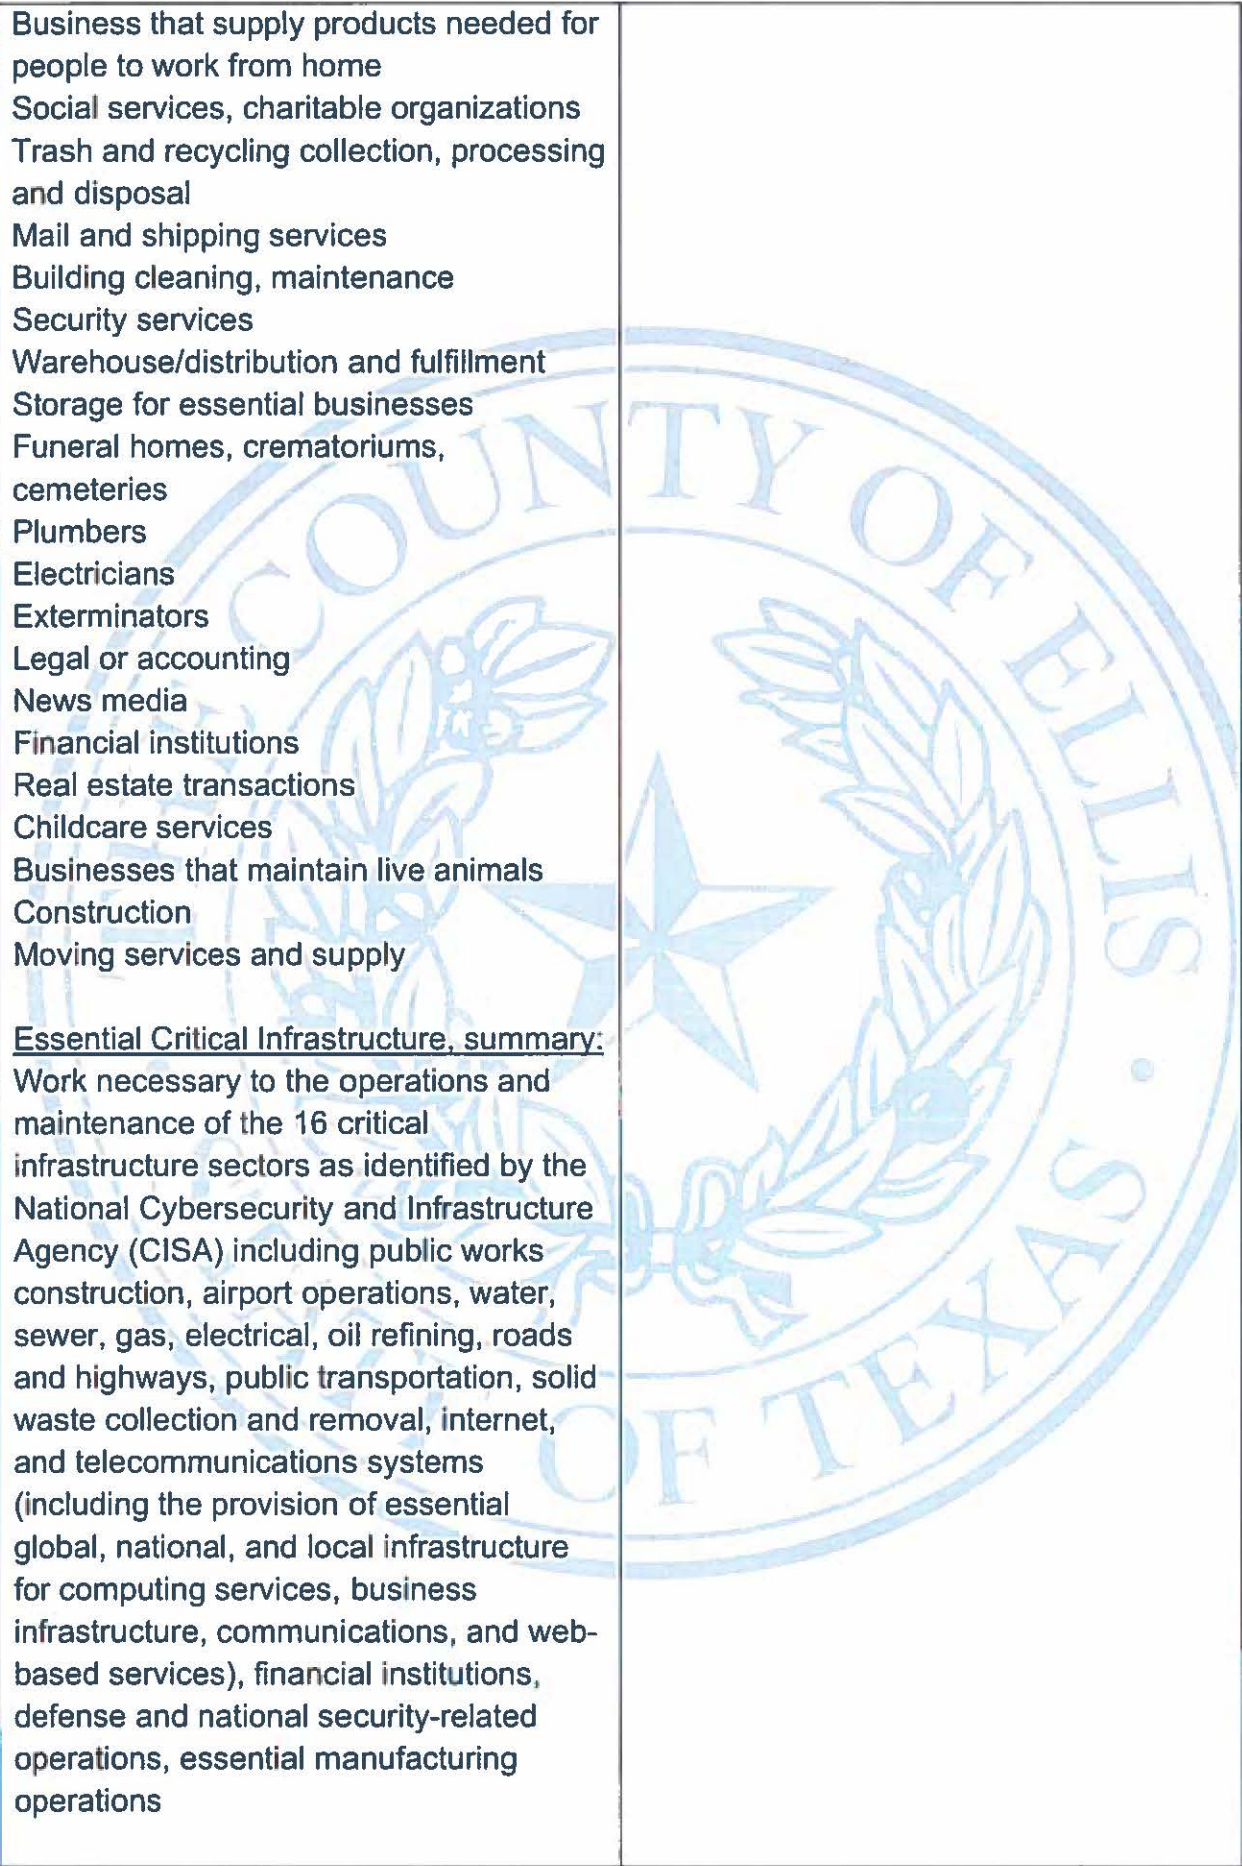 Business that supply products needed for
people to work from home
Social services, charitable organizations
Trash and recycling collection, processing
and disposal
Mail and shipping services
Building cleaning, maintenance
Security services
Warehouse/distribution and fulfillment
Storage for essential businesses
Funeral homes, crematoriums,
cemeteries
Plumbers
Electricians
Exterminators
Legal or accounting
News media
Financial institutions
Real estate transactions
Childcare services
Businesses that maintain live animals
Construction
Moving services and supply
Essential Critical Infrastructure, summary:
Work necessary to the operations and
maintenance of the 16 critical
infrastructure sectors as identified by the
National Cybersecurity and Infrastructure
Agency (CISA) including public works
construction, airport operations, water,
sewer, gas, electrical, oil refining, roads
and highways, public transportation, solid
waste collection and removal, internet,
and telecommunications systems
(including the provision of essential
global, national, and local infrastructure
for computing services, business
infrastructure, communications, and web-
based services), financial institutions,
defense and national security-related
operations, essential manufacturing
operations
THE COUNTY OF ELLIS
OF TEXAS